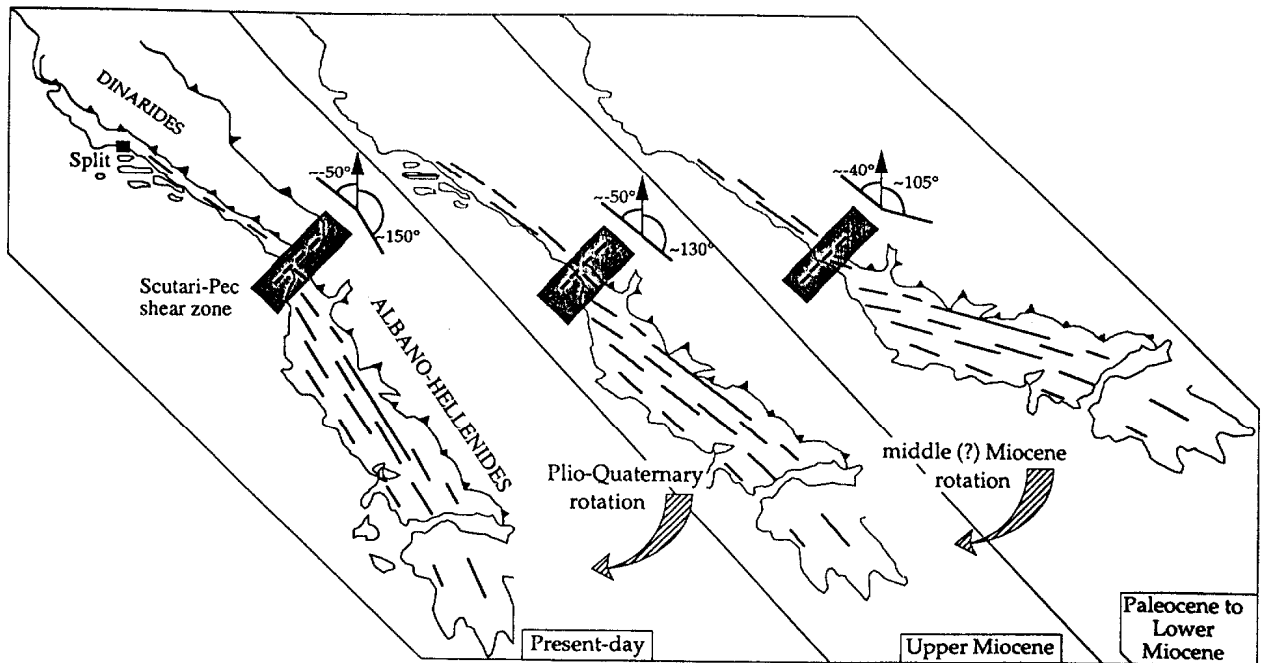 DINARIDES
Split
~-50°
~150°
Scutari-Pec
shear zone
ALBANO-HELLENIDES
~-50°
~130°
~-40°
~105°
Plio-Quaternary
rotation
middle (?) Miocene
rotation
Present-day
Upper Miocene
Paleocene to
Lower
Miocene